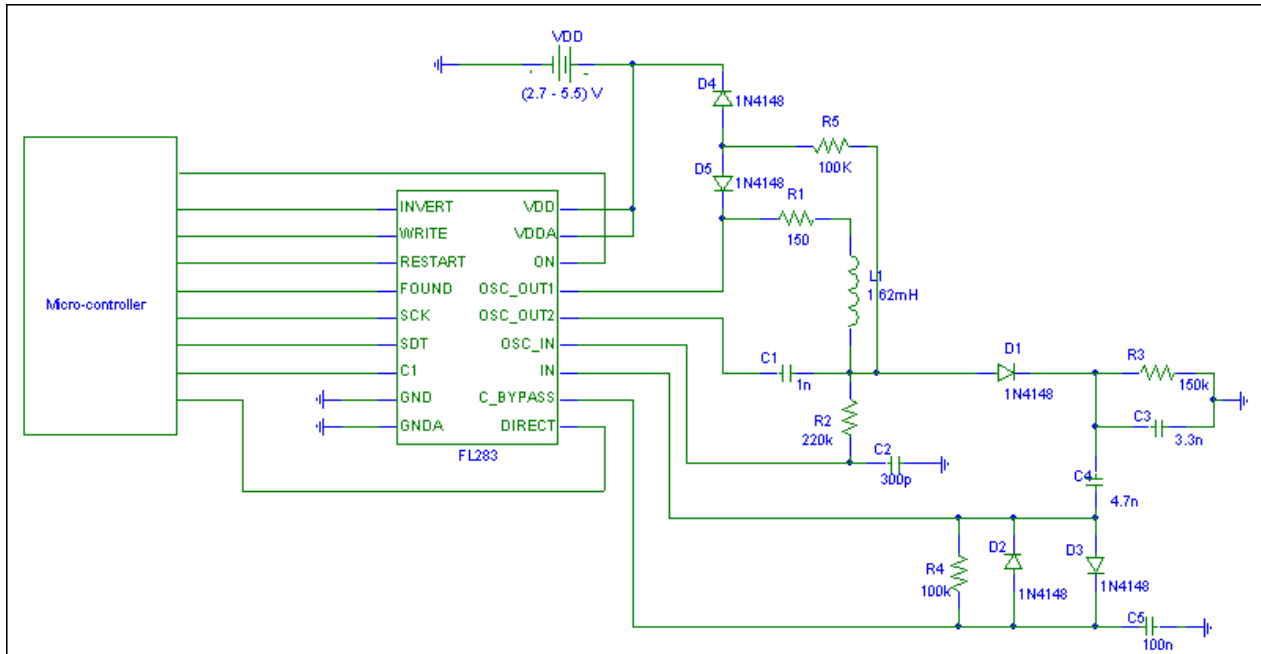 VDD
(2.7 - 5.5) V
D4
1N4148
R5
100K
D5
1N4148
R1
150
L1
1.62mH
Micro-controller
INVERT VDD
WRITE VDDA
RESTART ON
FOUND OSC_OUT1
SCK OSC_OUT2
SDT OSC_IN
C1 IN
GND C_BYPASS
GNDA DIRECT
FL283
C1
1n
D1
1N4148
R3
150k
C3
3.3n
R2
220k
C2
300p
C4
4.7n
R4
100k
D2
1N4148
D3
1N4148
C5
100n